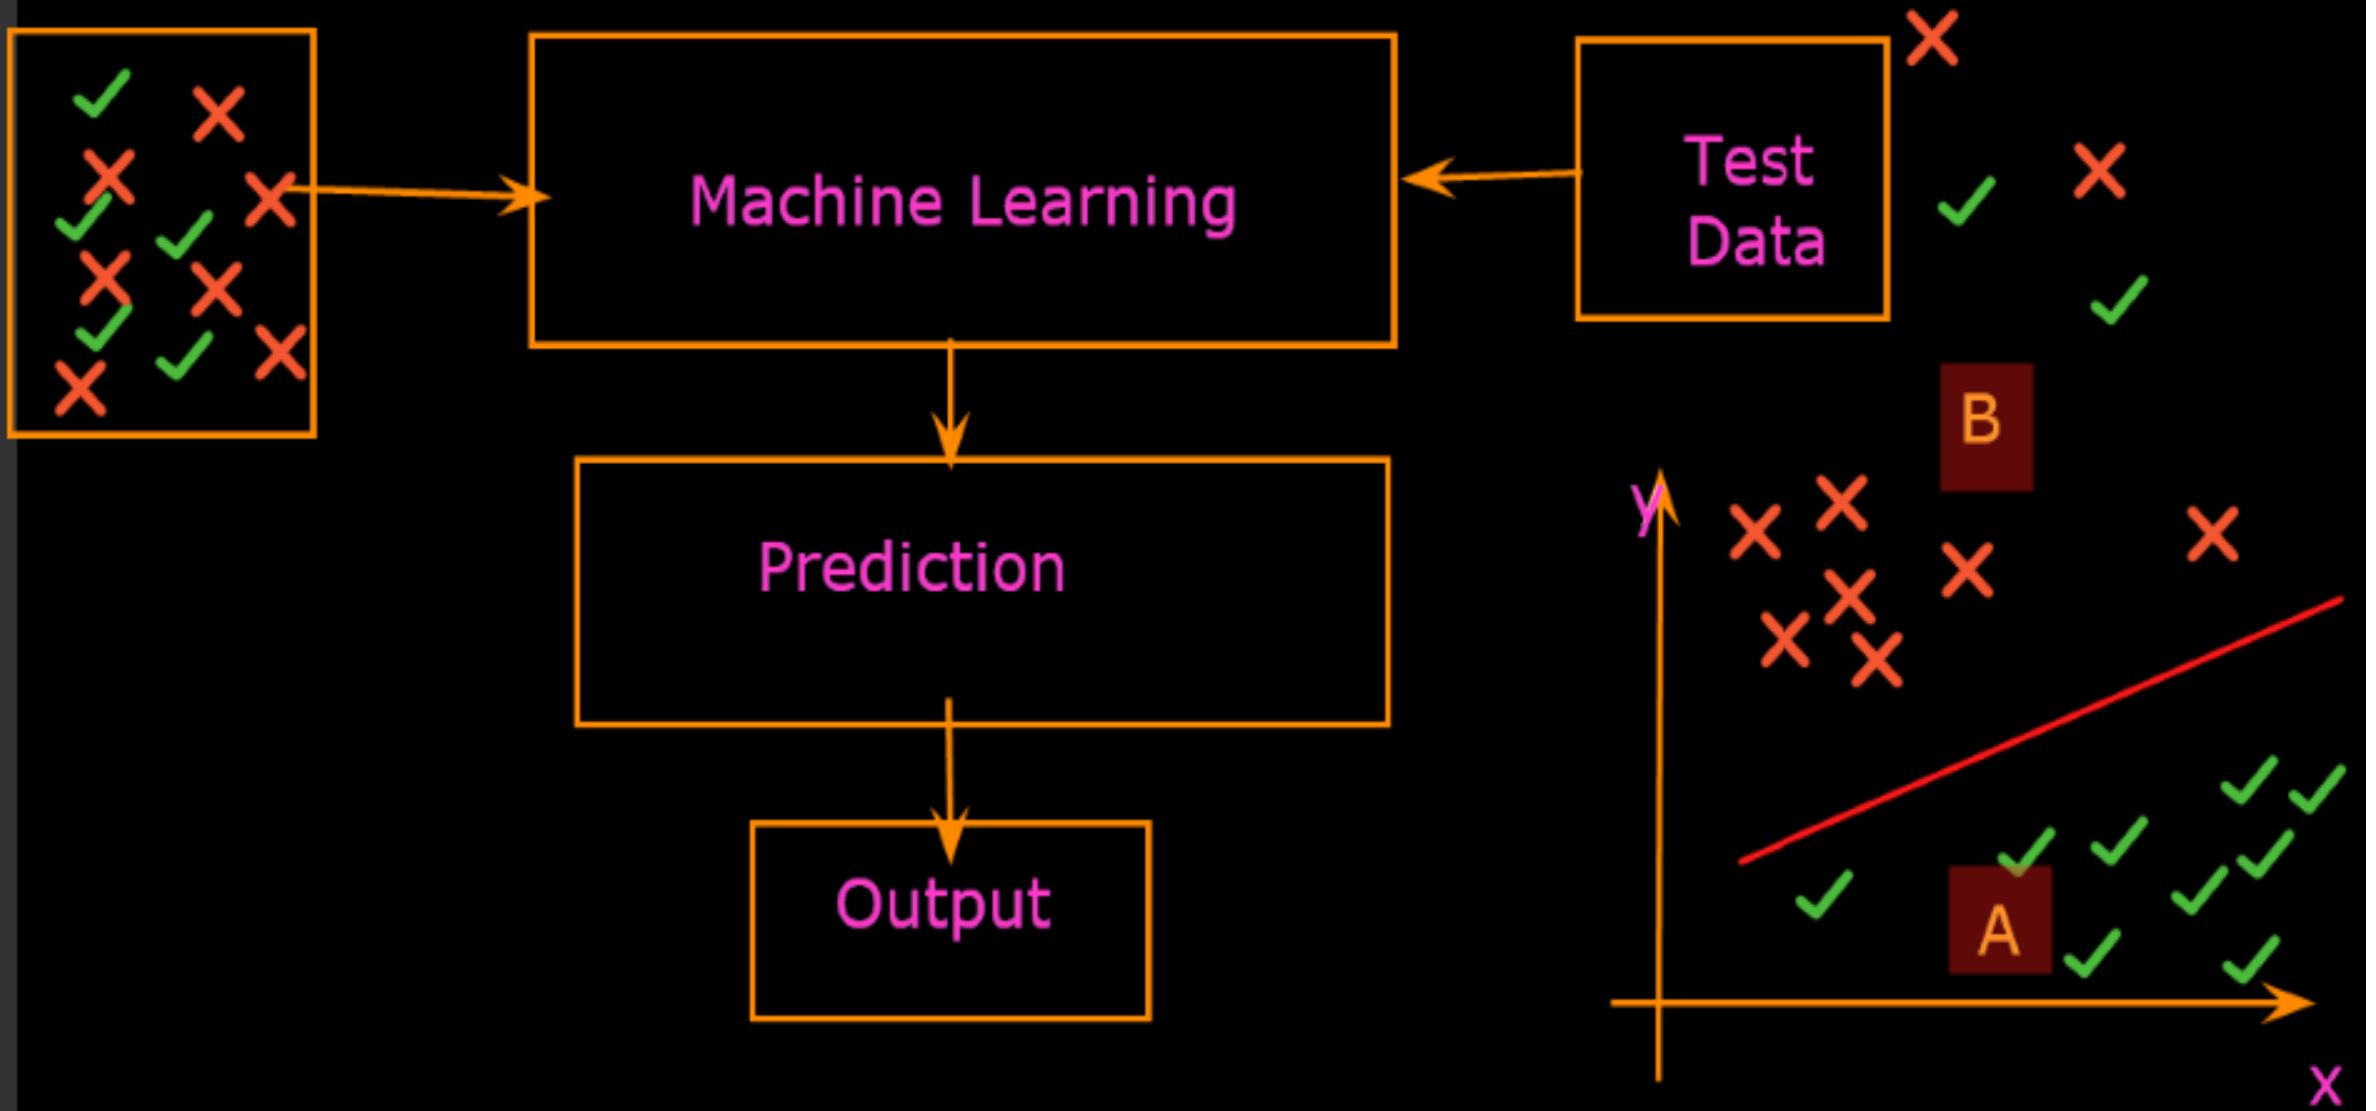 Machine Learning
Test
Data
Prediction
Output
B
y
A
x